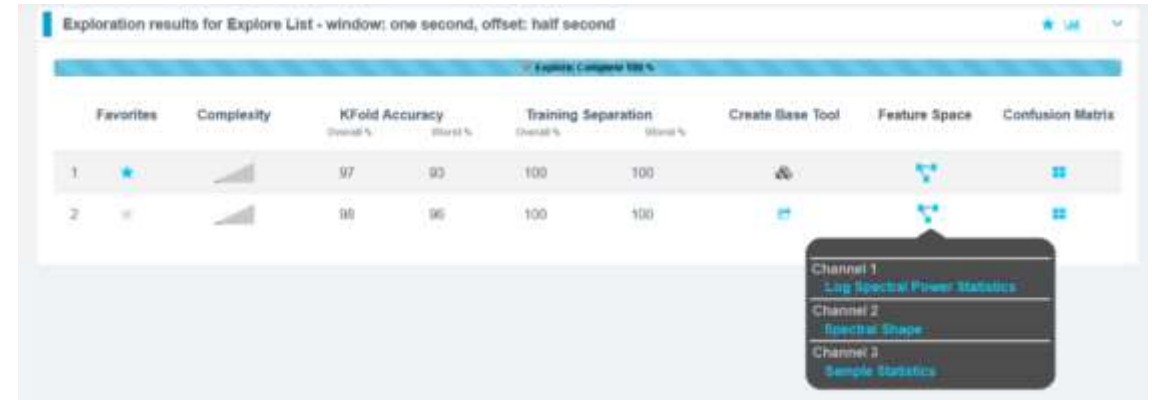 Exploration results for Explore List - window: one second, offset: half second
Explore: Complete 100 %
Favorites Complexity KFold Accuracy Training Separation Create Base Tool Feature Space Confusion Matrix
Overall % Worst % Overall % Worst %
1 97 93 100 100
2 98 96 100 100
Channel 1
Log Spectral Power Statistics
Channel 2
Spectral Shape
Channel 3
Sample Statistics